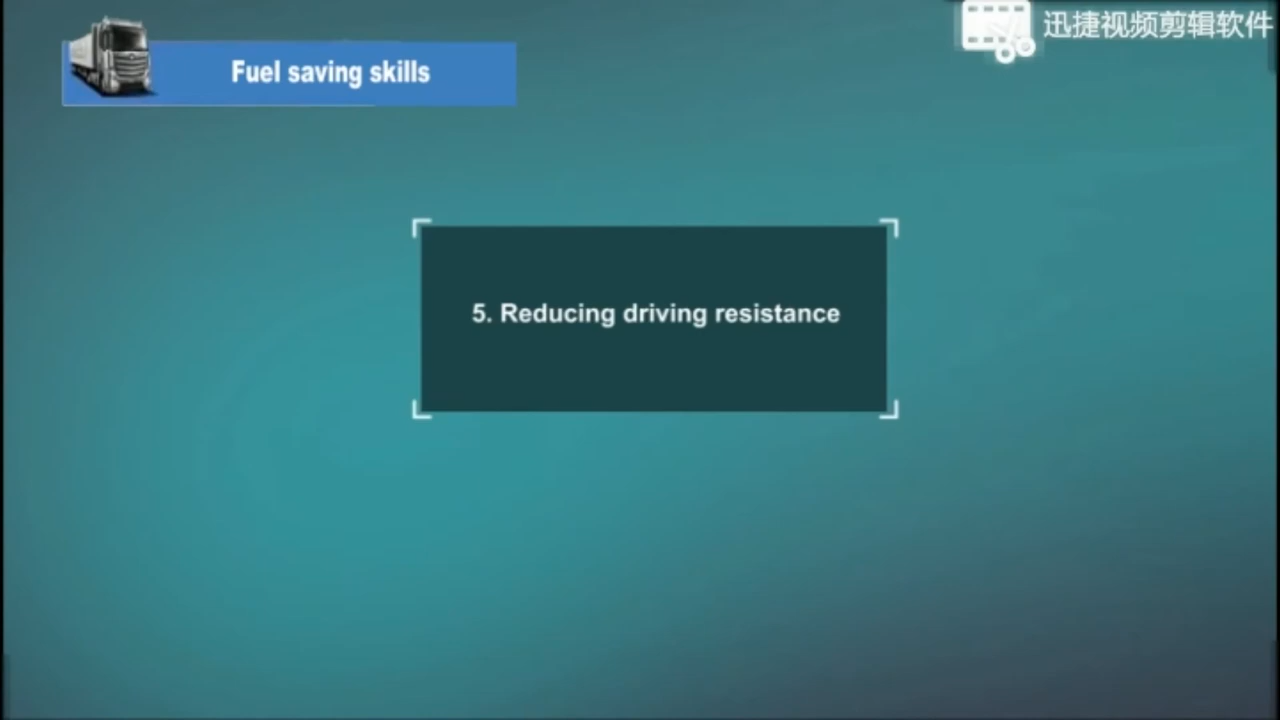 迅捷视频剪辑软件
Fuel saving skills
5. Reducing driving resistance